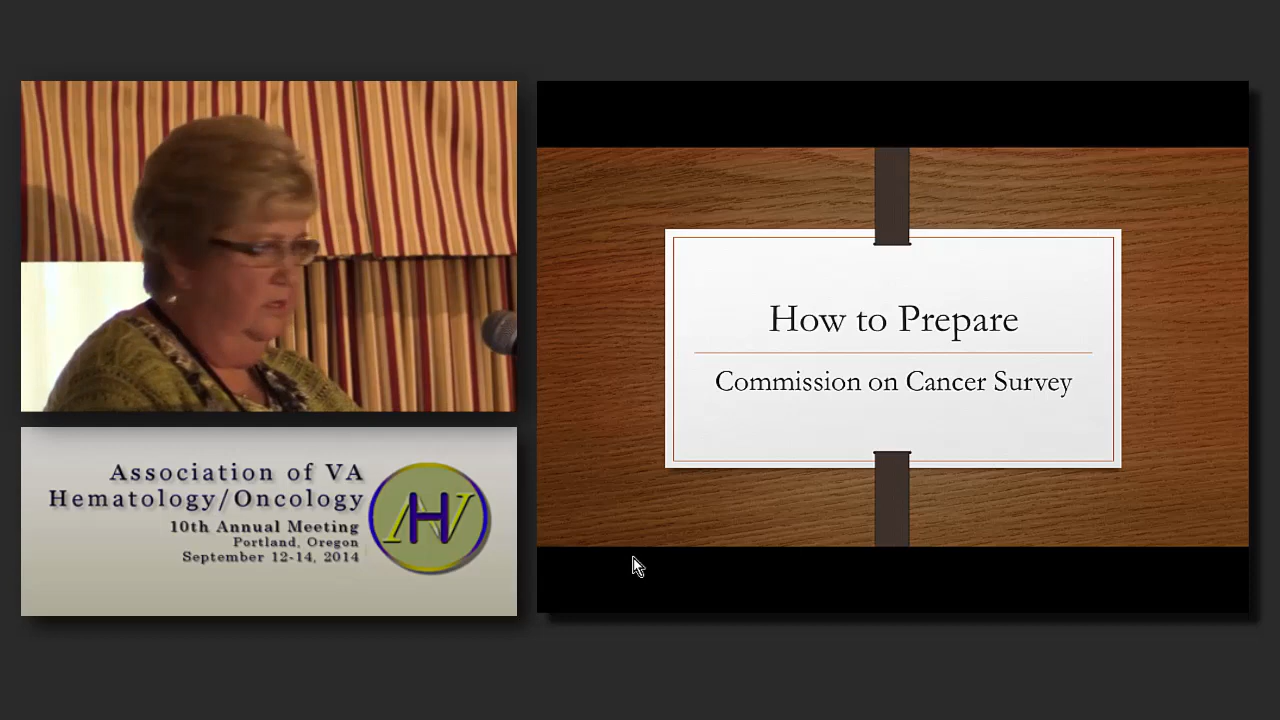 How to Prepare
Commission on Cancer Survey
Association of VA
Hematology/Oncology
10th Annual Meeting
Portland, Oregon
September 12-14, 2014
AHV